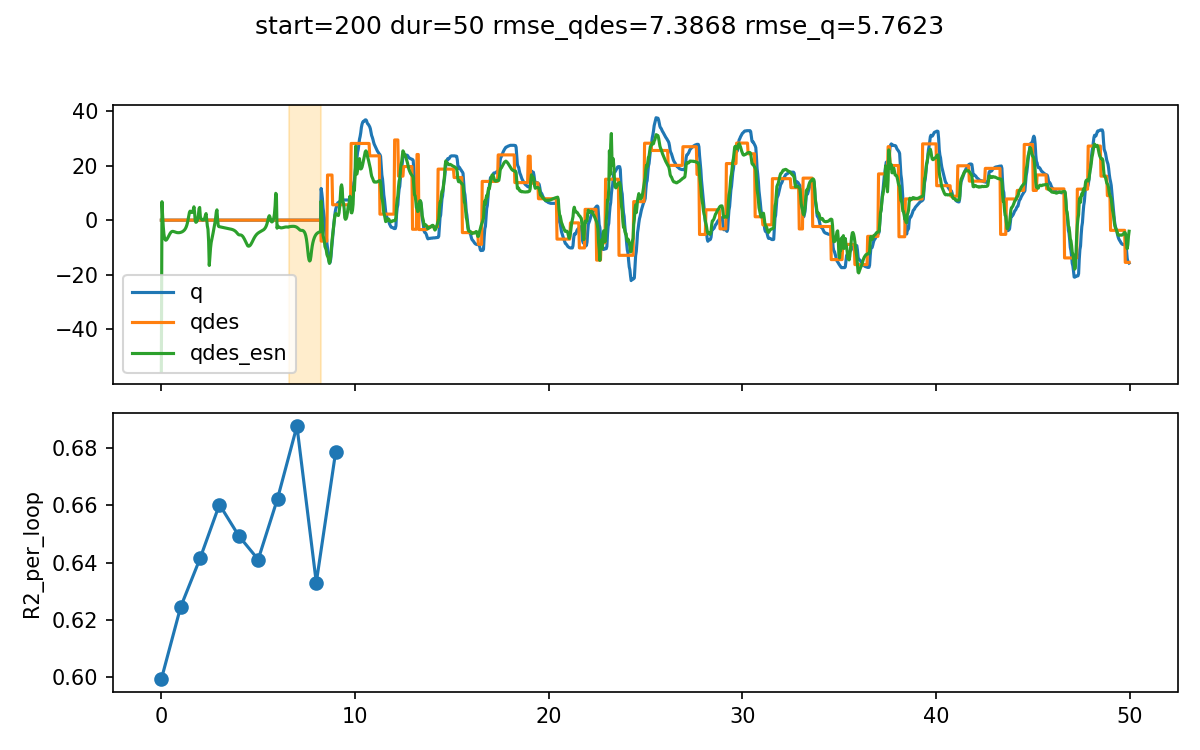 start=200 dur=50 rmse_qdes=7.3868 rmse_q=5.7623
40
20
0
−20
−40
q
qdes
qdes_esn
0.68
0.66
0.64
0.62
0.60
R2_per_loop
0 10 20 30 40 50